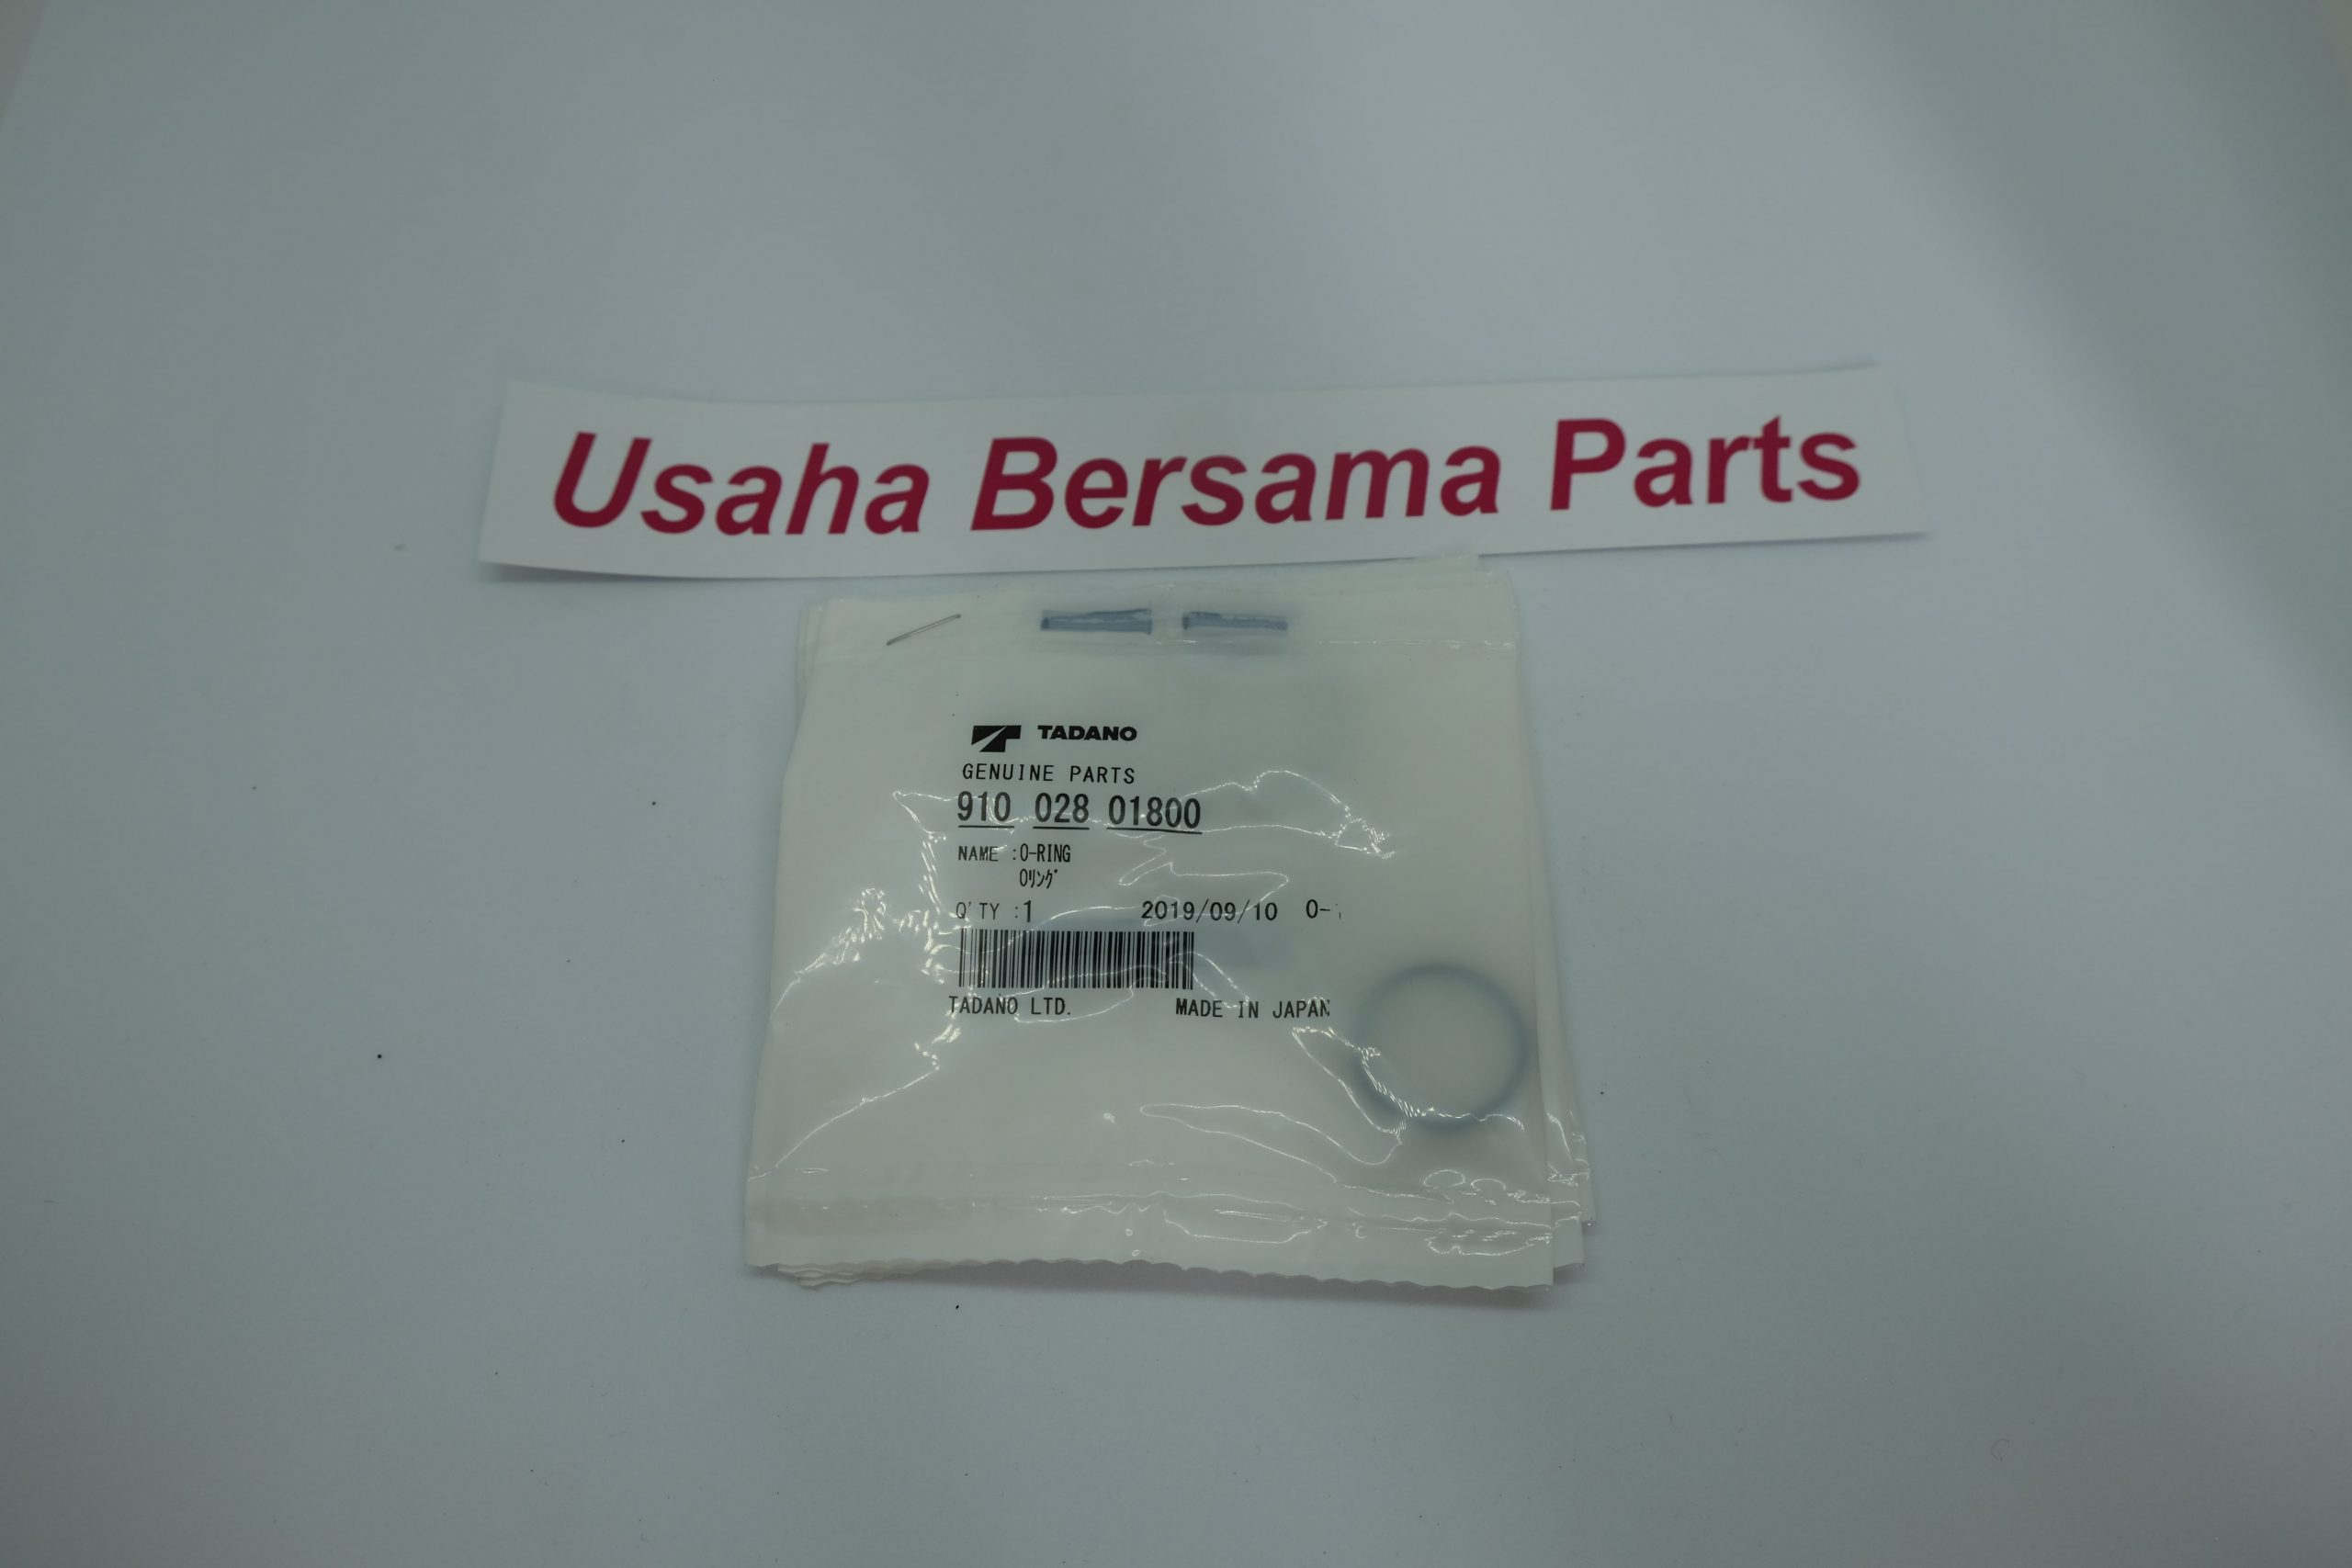 Usaha Bersama Parts
TADANO
GENUINE PARTS
910 028 01800
NAME :O-RING
Oリング
Q'TY :1 2019/09/10 0-
TADANO LTD. MADE IN JAPAN